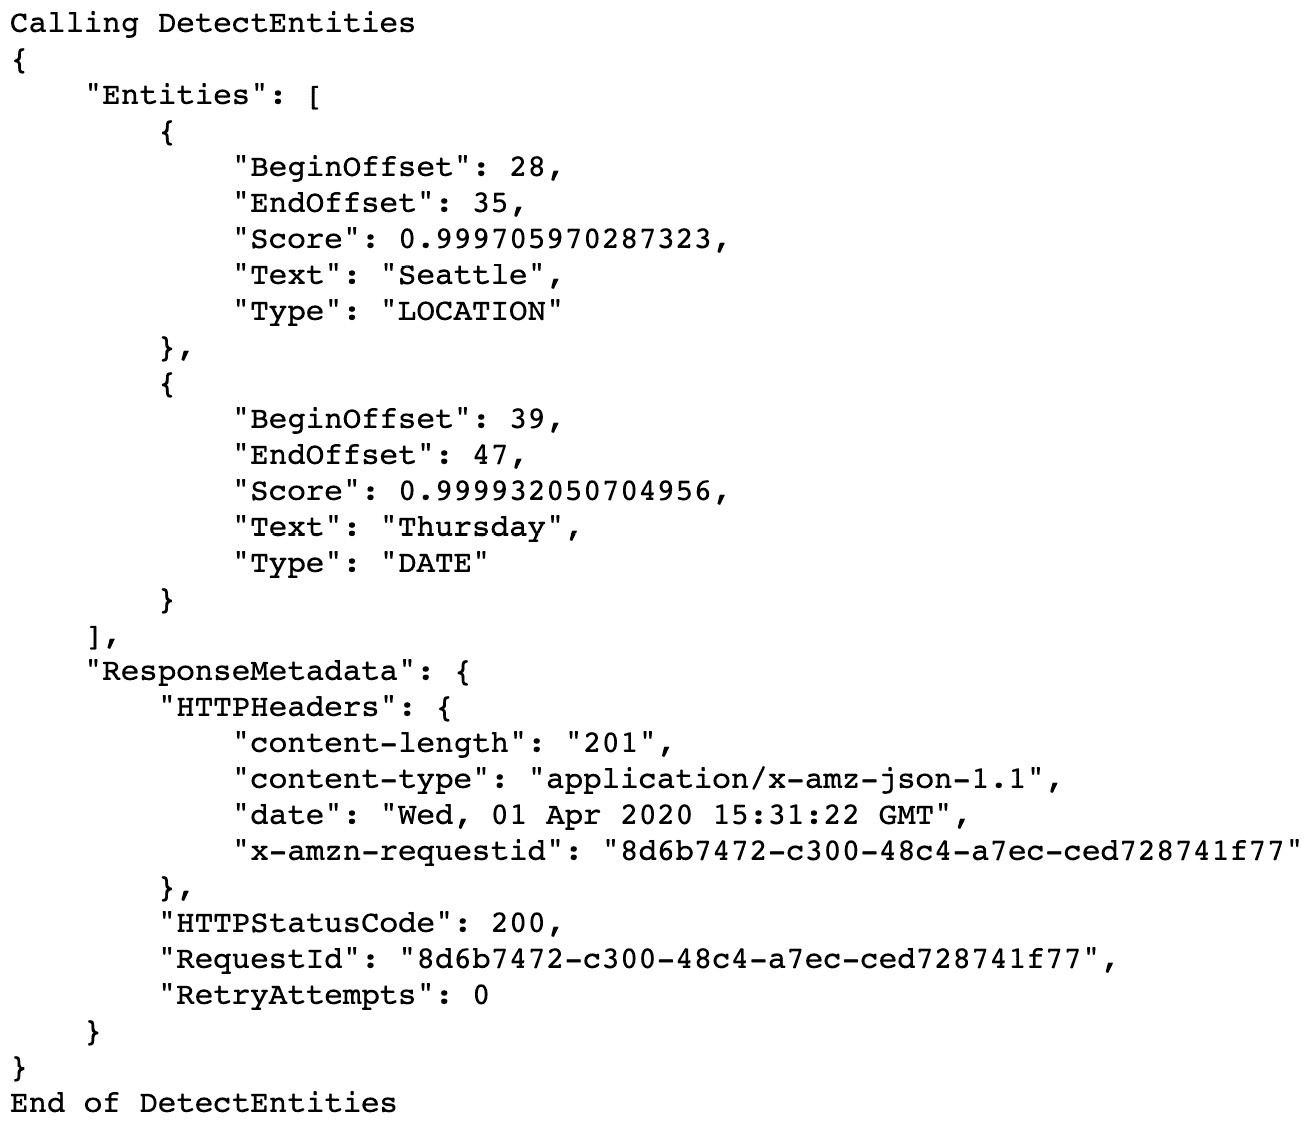 Calling DetectEntities
{
    "Entities": [
        {
            "BeginOffset": 28,
            "EndOffset": 35,
            "Score": 0.999705970287323,
            "Text": "Seattle",
            "Type": "LOCATION"
        },
        {
            "BeginOffset": 39,
            "EndOffset": 47,
            "Score": 0.999932050704956,
            "Text": "Thursday",
            "Type": "DATE"
        }
    ],
    "ResponseMetadata": {
        "HTTPHeaders": {
            "content-length": "201",
            "content-type": "application/x-amz-json-1.1",
            "date": "Wed, 01 Apr 2020 15:31:22 GMT",
            "x-amzn-requestid": "8d6b7472-c300-48c4-a7ec-ced728741f77"
        },
        "HTTPStatusCode": 200,
        "RequestId": "8d6b7472-c300-48c4-a7ec-ced728741f77",
        "RetryAttempts": 0
    }
}
End of DetectEntities